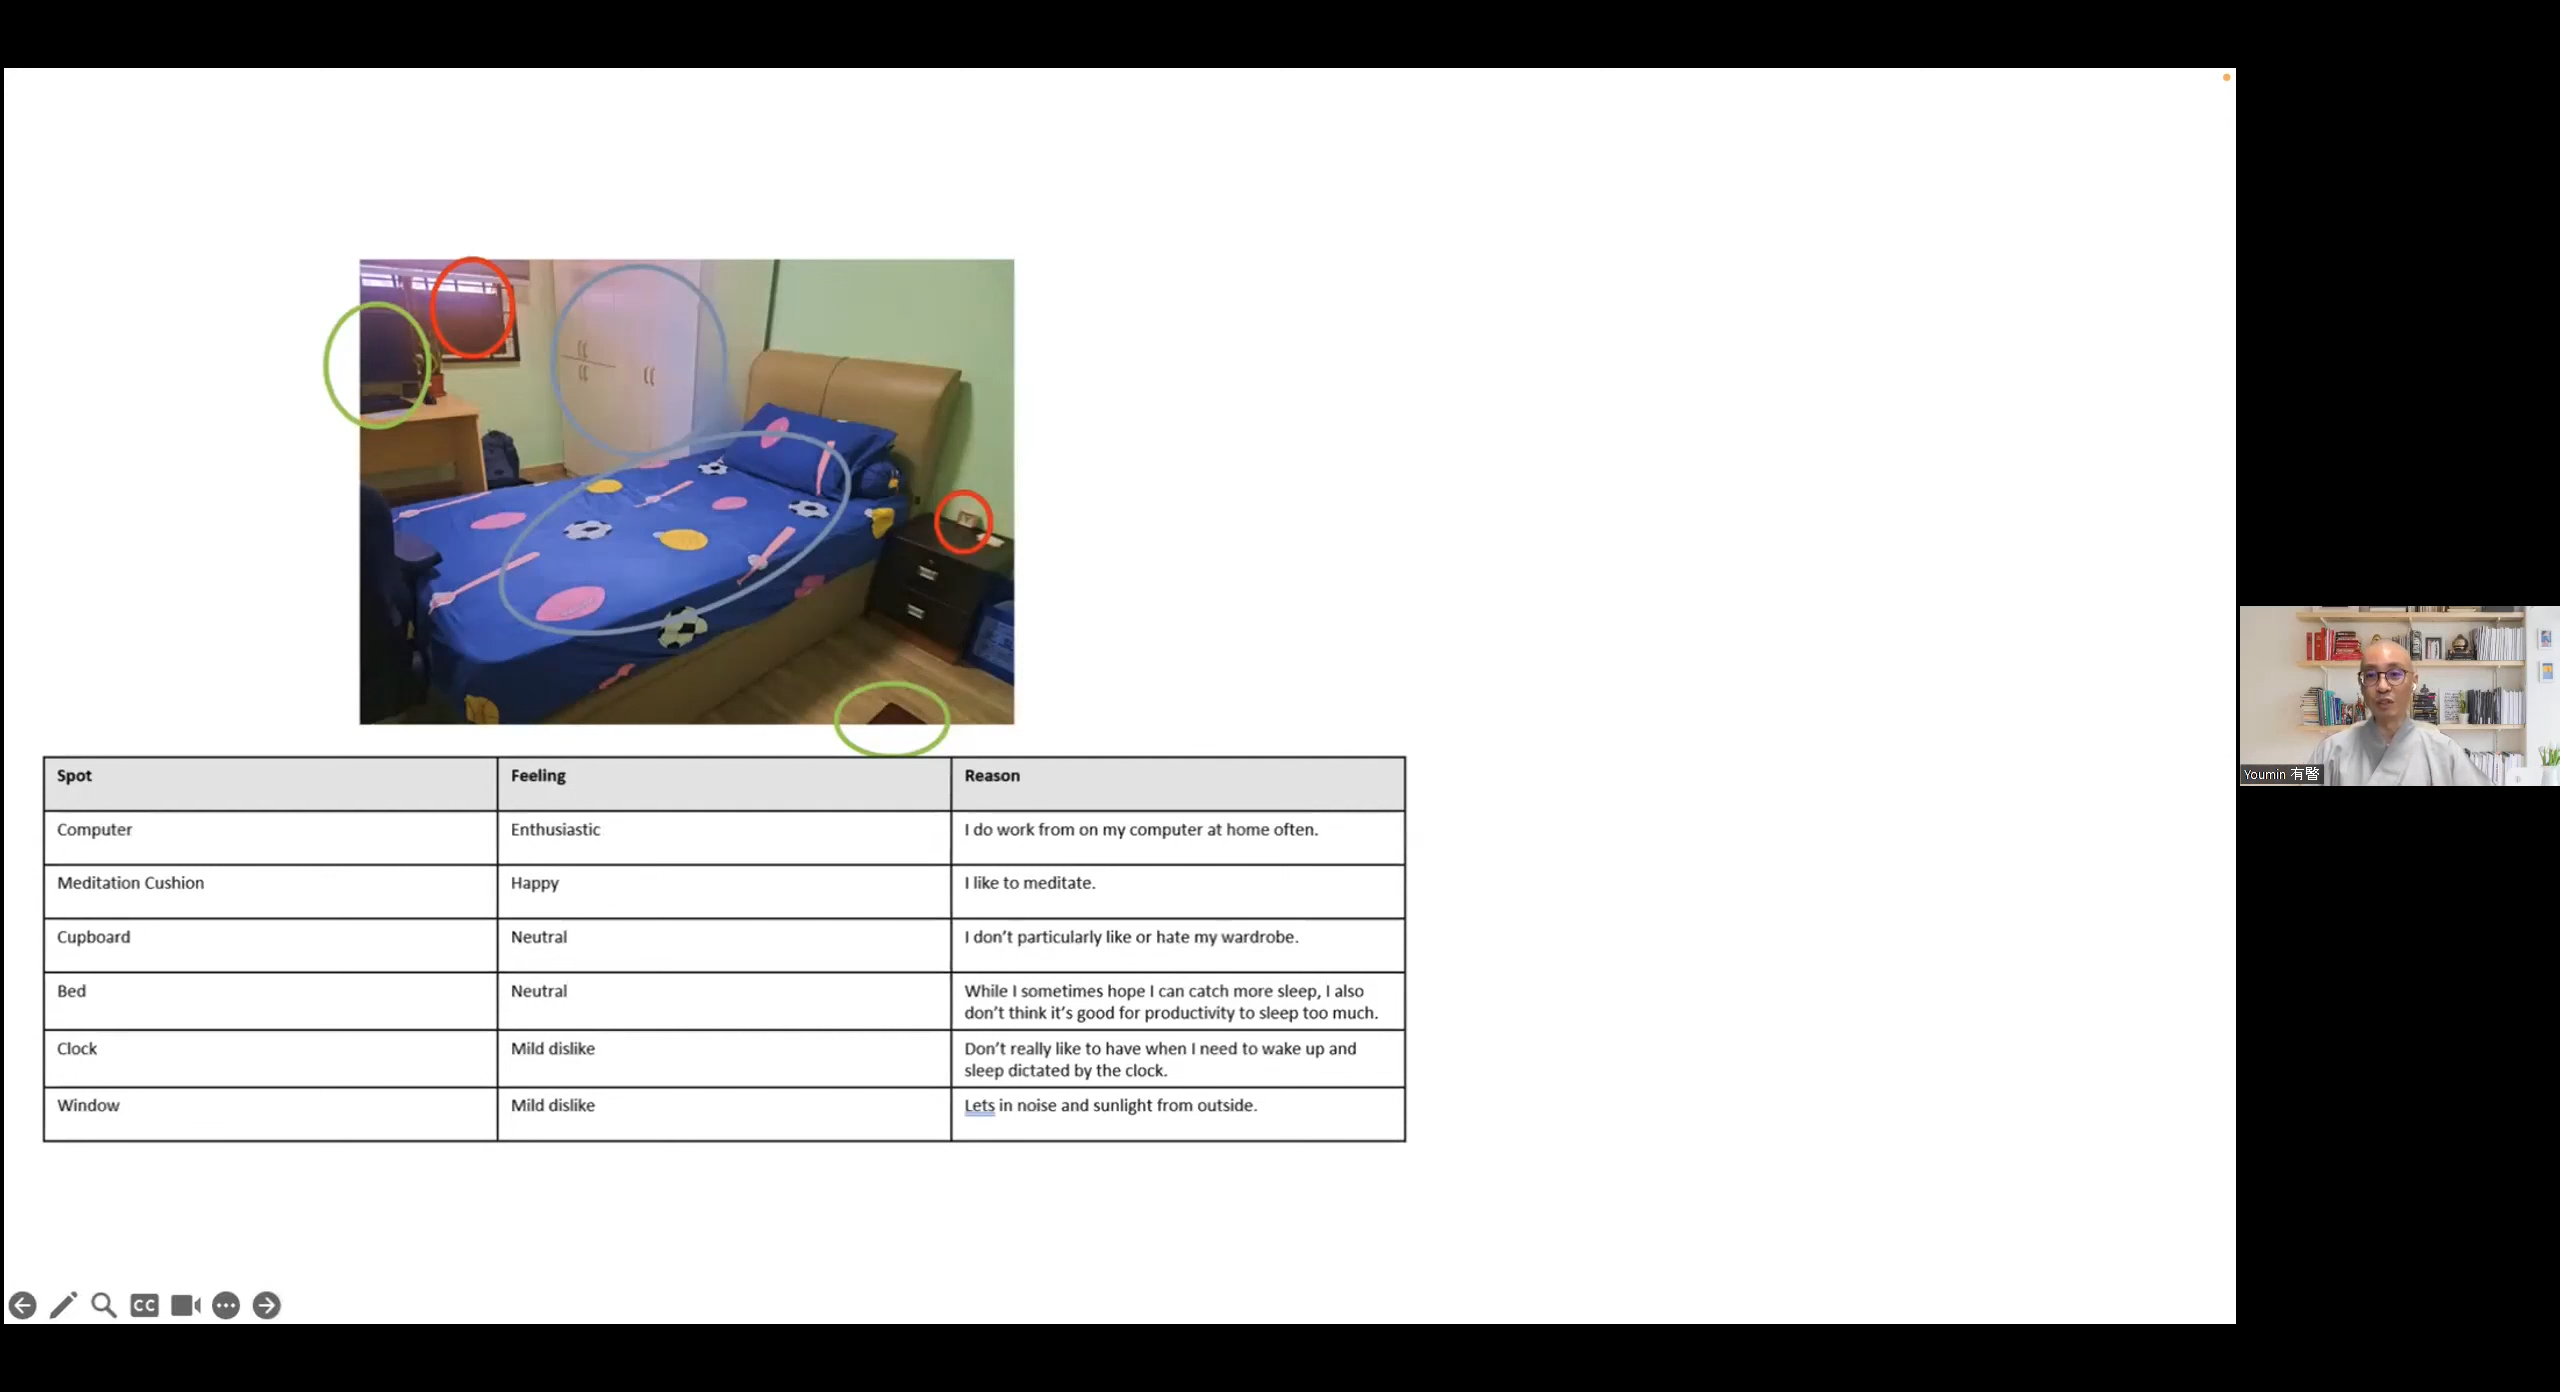 Spot Feeling Reason
Computer Enthusiastic I do work from on my computer at home often.
Meditation Cushion Happy I like to meditate.
Cupboard Neutral I don’t particularly like or hate my wardrobe.
Bed Neutral While I sometimes hope I can catch more sleep, I also
don’t think it’s good for productivity to sleep too much.
Clock Mild dislike Don’t really like to have when I need to wake up and
sleep dictated by the clock.
Window Mild dislike Lets in noise and sunlight from outside.
CC
Youmin 有暋